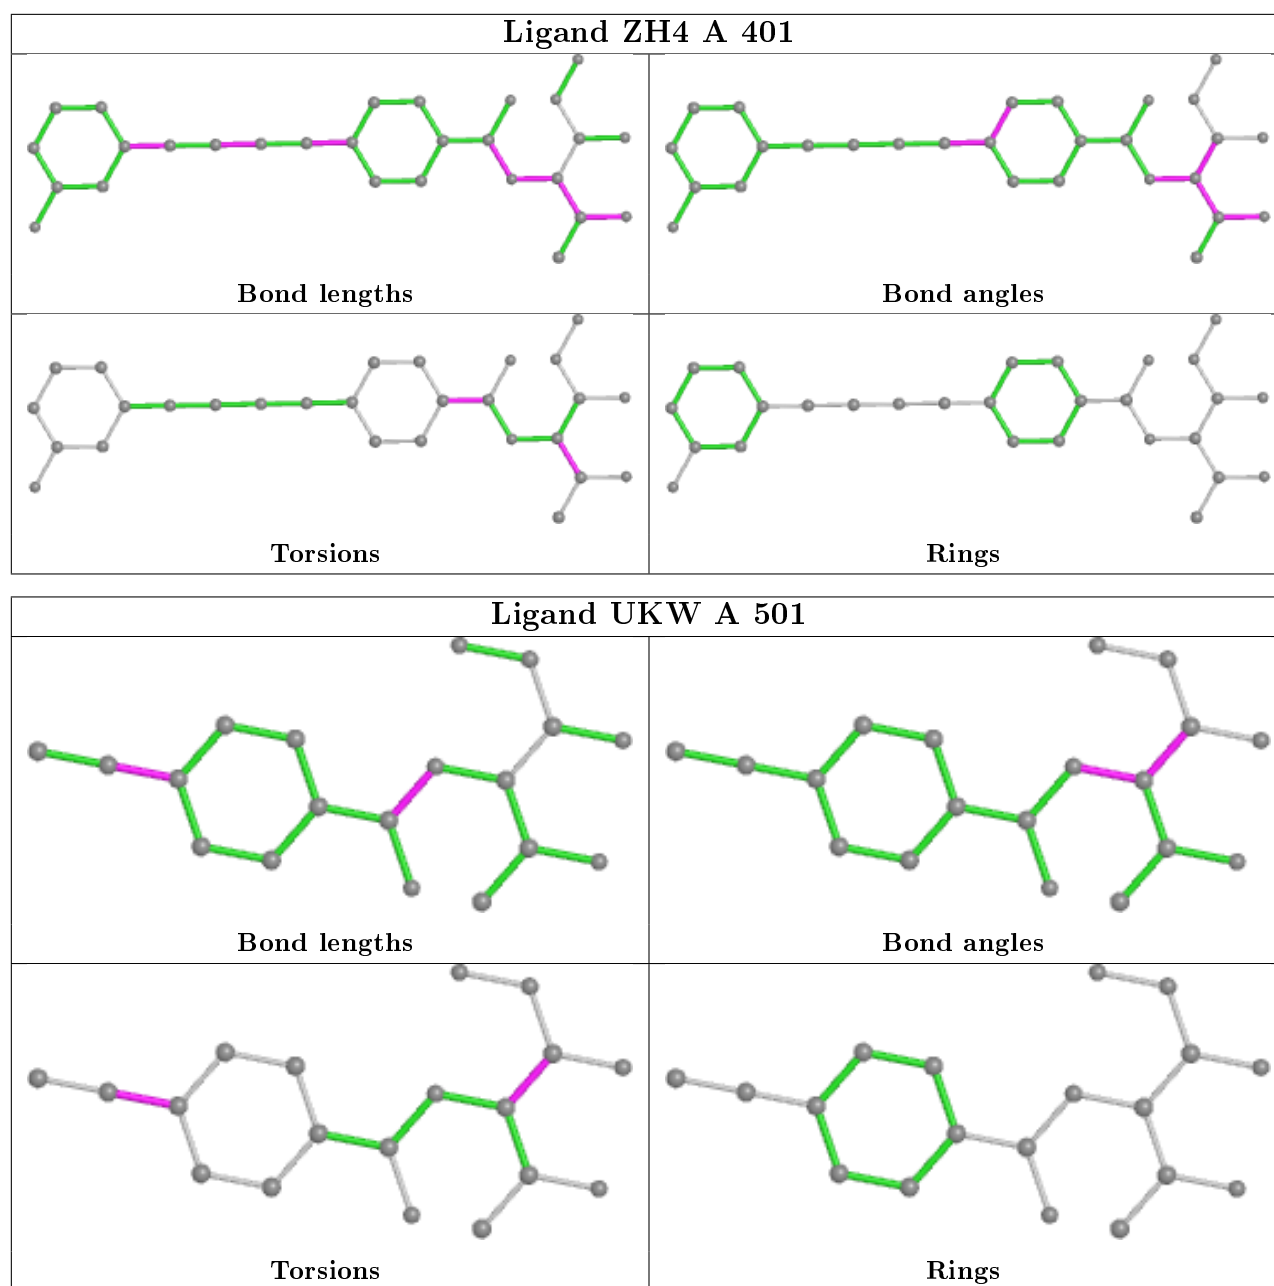 Ligand ZH4 A 401
Bond lengths
Bond angles
Torsions
Rings
Ligand UKW A 501
Bond lengths
Bond angles
Torsions
Rings